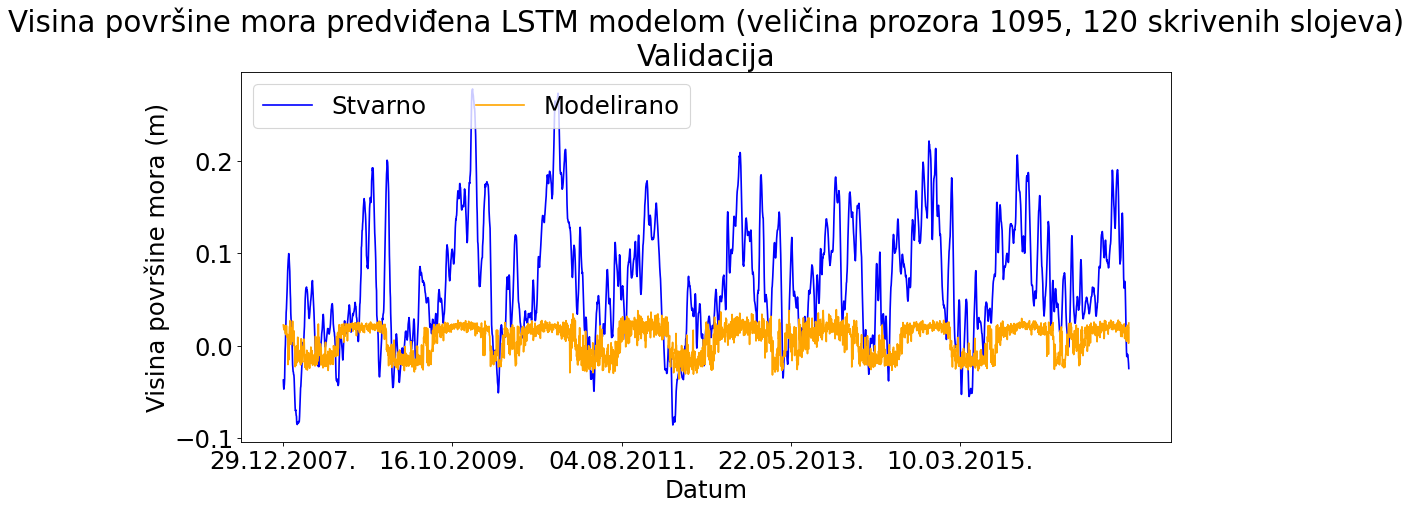 Visina površine mora predviđena LSTM modelom (veličina prozora 1095, 120 skrivenih slojeva)
Validacija
Stvarno Modelirano
Visina površine mora (m)
0.2
0.1
0.0
−0.1
29.12.2007. 16.10.2009. 04.08.2011. 22.05.2013. 10.03.2015.
Datum